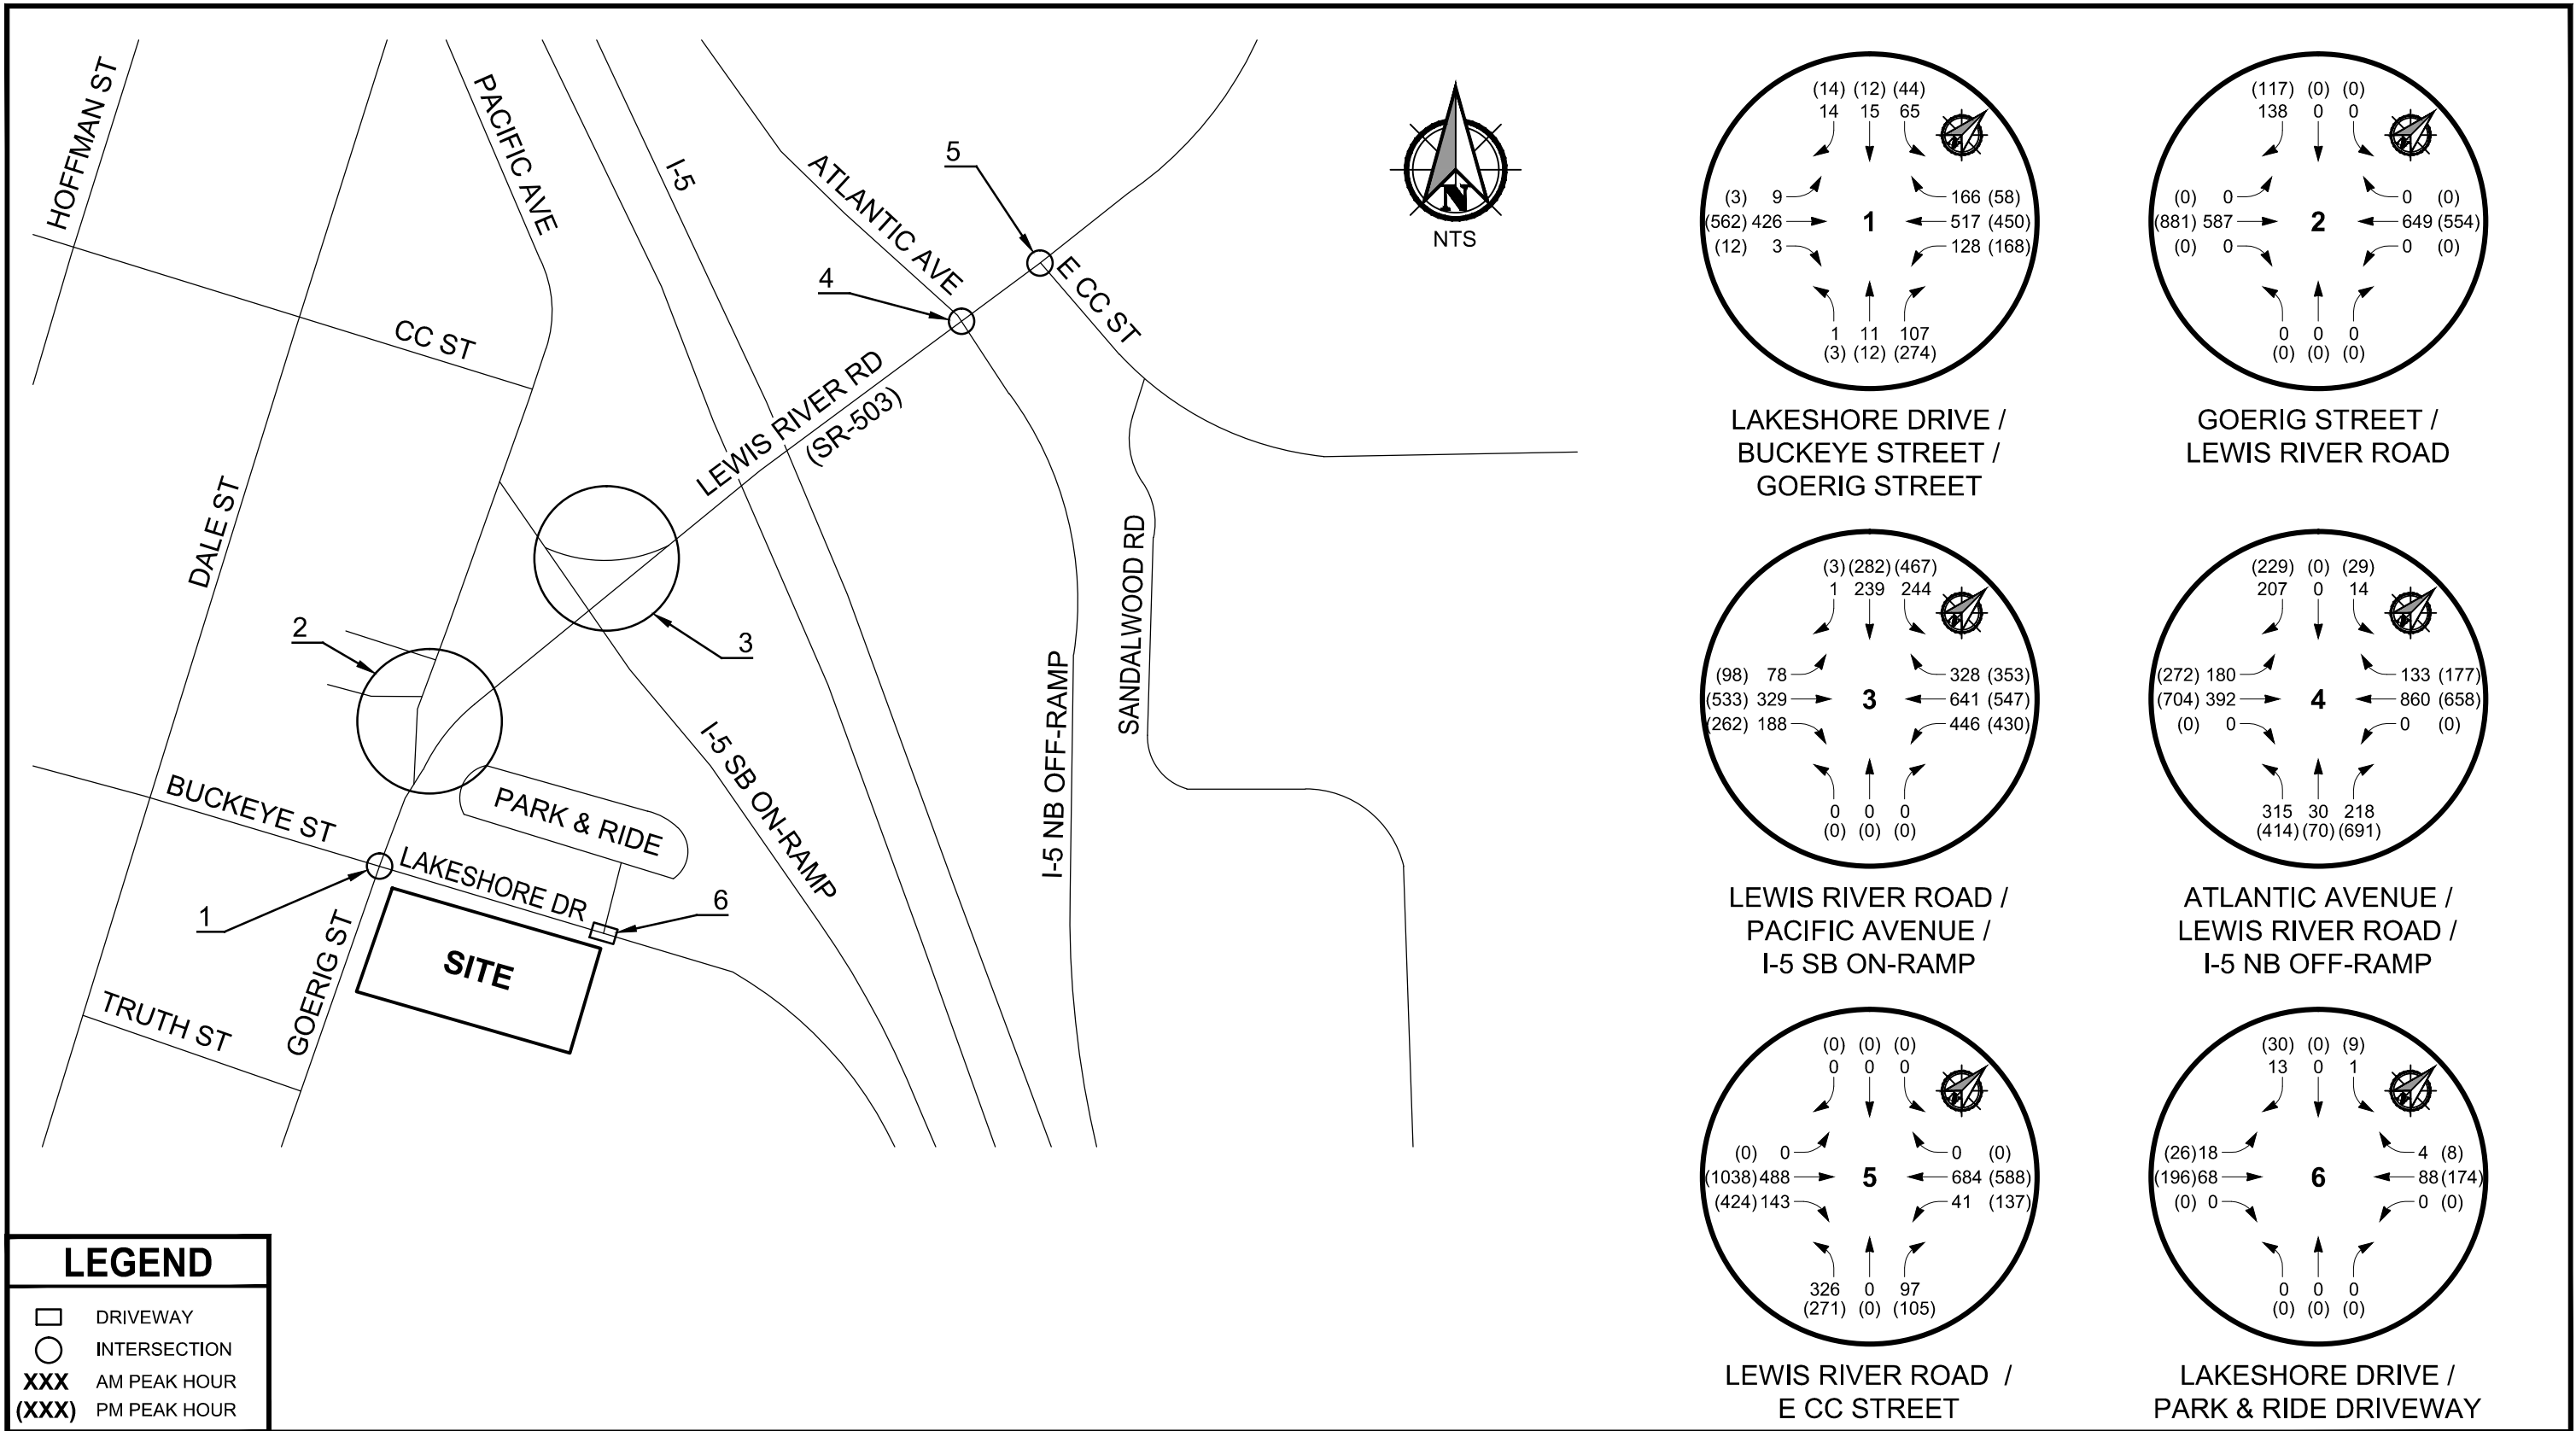 HOFFMAN ST
PACIFIC AVE
I-5
ATLANTIC AVE
5
E CC ST
4
N
NTS
CC ST
LEWIS RIVER RD
(SR-503)
DALE ST
SANDALWOOD RD
2
3
I-5 SB ON-RAMP
I-5 NB OFF-RAMP
BUCKEYE ST
PARK & RIDE
LAKESHORE DR
1
6
GOERIG ST
SITE
TRUTH ST
LEGEND
DRIVEWAY
INTERSECTION
XXX AM PEAK HOUR
(XXX) PM PEAK HOUR
(14) (12) (44)
14 15 65
(3) 9 166 (58)
(562) 426 1 517 (450)
(12) 3 128 (168)
1 11 107
(3) (12) (274)
LAKESHORE DRIVE /
BUCKEYE STREET /
GOERIG STREET
(117) (0) (0)
138 0 0
(0) 0 0 (0)
(881) 587 2 649 (554)
(0) 0 0 (0)
0 0 0
(0) (0) (0)
GOERIG STREET /
LEWIS RIVER ROAD
(3) (282) (467)
1 239 244
(98) 78 328 (353)
(533) 329 3 641 (547)
(262) 188 446 (430)
0 0 0
(0) (0) (0)
LEWIS RIVER ROAD /
PACIFIC AVENUE /
I-5 SB ON-RAMP
(229) (0) (29)
207 0 14
(272) 180 133 (177)
(704) 392 4 860 (658)
(0) 0 0 (0)
315 30 218
(414) (70) (691)
ATLANTIC AVENUE /
LEWIS RIVER ROAD /
I-5 NB OFF-RAMP
(0) (0) (0)
0 0 0
(0) 0 0 (0)
(1038) 488 5 684 (588)
(424) 143 41 (137)
326 0 97
(271) (0) (105)
LEWIS RIVER ROAD /
E CC STREET
(30) (0) (9)
13 0 1
(26) 18 4 (8)
(196) 68 6 88 (174)
(0) 0 0 (0)
0 0 0
(0) (0) (0)
LAKESHORE DRIVE /
PARK & RIDE DRIVEWAY